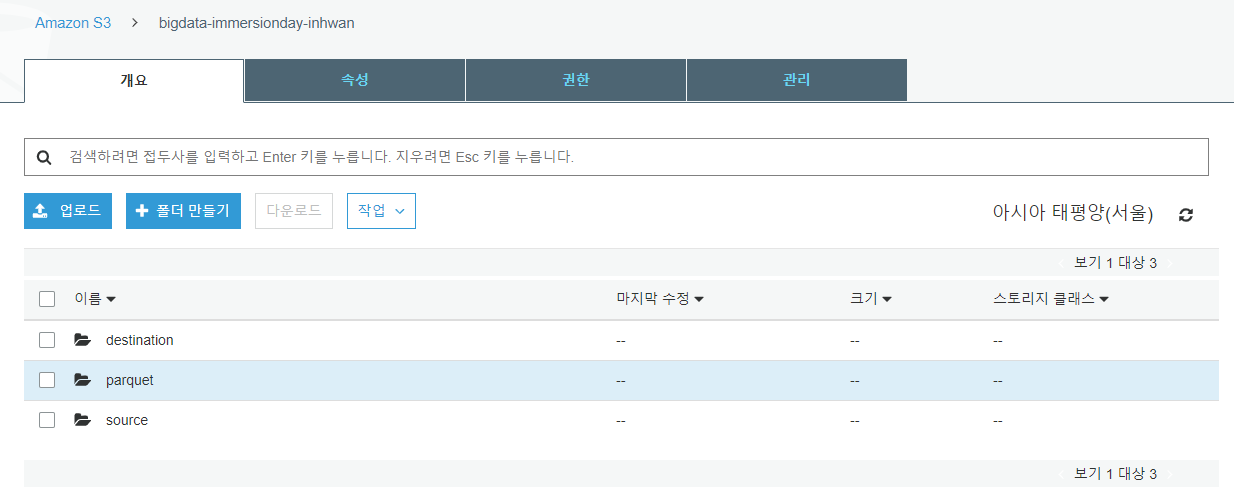 Amazon S3 > bigdata-immersionday-inhwan
개요 속성 권한 관리
검색하려면 접두사를 입력하고 Enter 키를 누릅니다. 지우려면 Esc 키를 누릅니다.
업로드 + 폴더 만들기 다운로드 작업 아시아 태평양(서울)
보기 1 대상 3
이름 마지막 수정 크기 스토리지 클래스
destination -- -- --
parquet -- -- --
source -- -- --
보기 1 대상 3